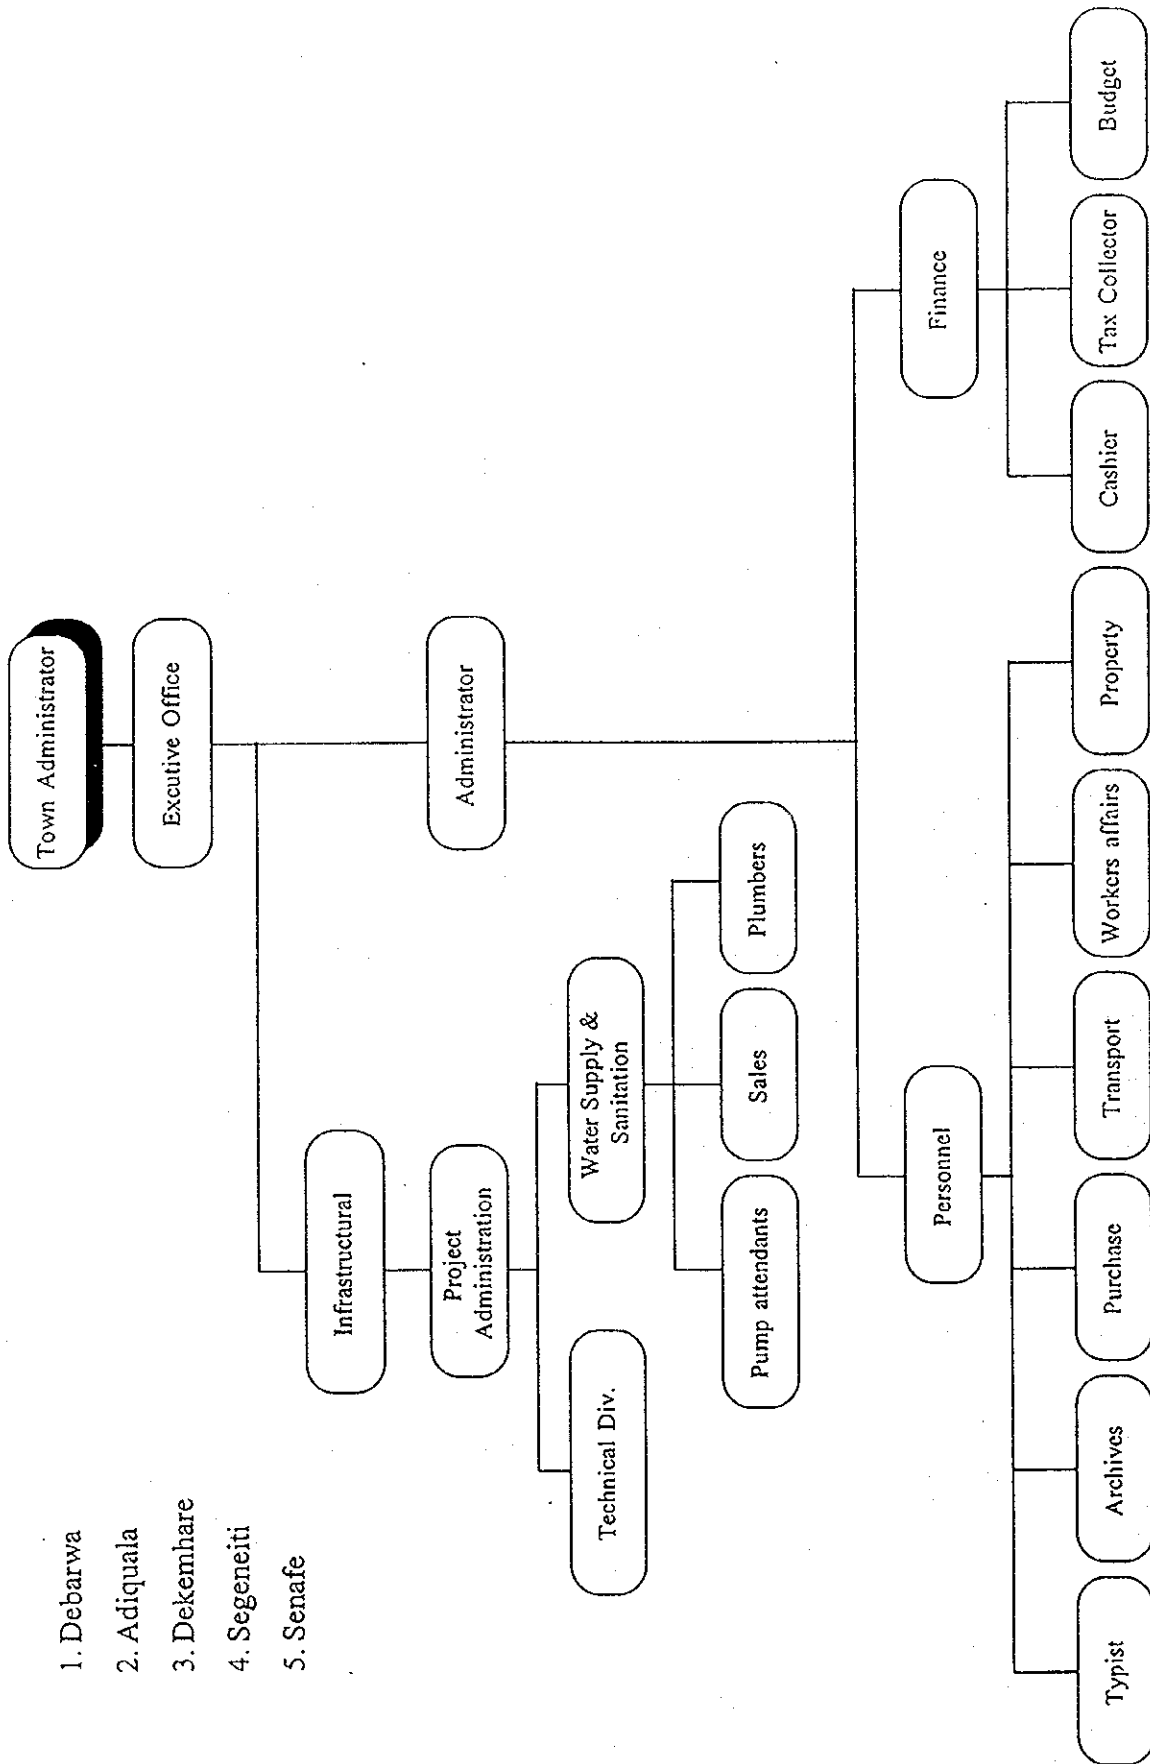 1. Debarwa
2. Adiquala
3. Dekemhare
4. Segeneiti
5. Senafe
Town Administrator
Excutive Office
Infrastructural
Project
Administration
Administrator
Technical Div.
Water Supply &
Sanitation
Pump attendants
Sales
Plumbers
Personnel
Finance
Typist
Archives
Purchase
Transport
Workers affairs
Property
Cashier
Tax Collector
Budget